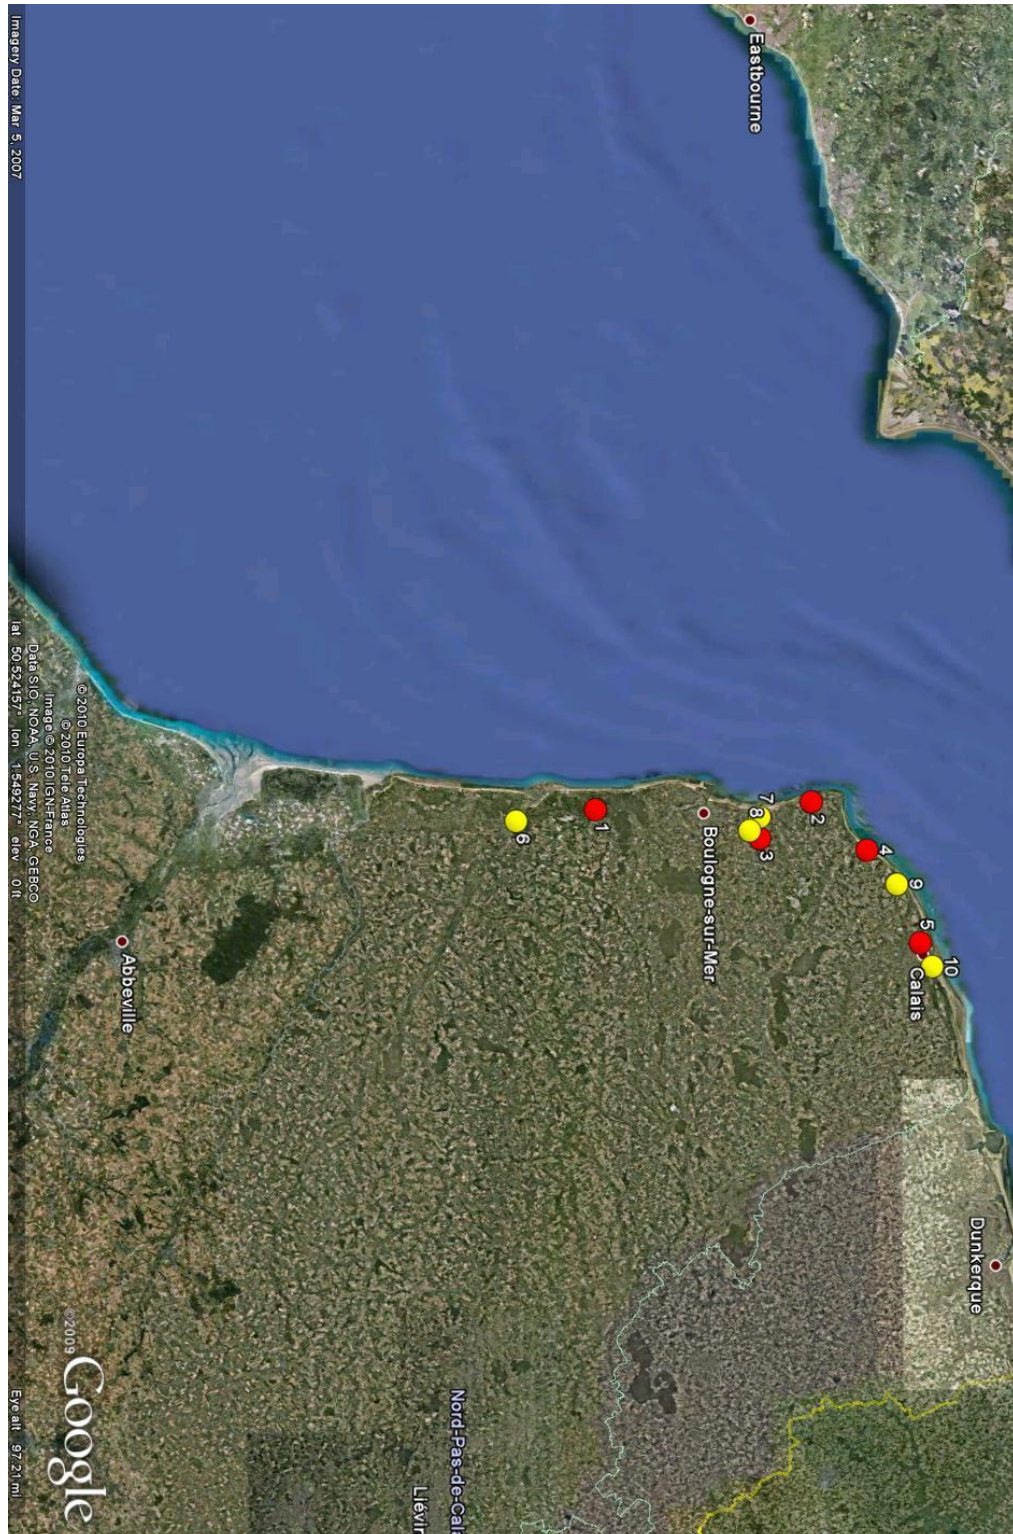 Eastbourne
Dunkerque
10
5
Calais
9
4
2
7
8
3
Boulogne-sur-Mer
1
6
Nord-Pas-de-Cala
Liévin
Abbeville
© 2010 Europa Technologies
© 2010 Tele Atlas
Image © 2010 IGN-France
Data SIO, NOAA, U.S. Navy, NGA, GEBCO
©2009 Google
Imagery Date: Mar 5, 2007
lat 50.524157° lon 1.549277° elev 0 ft
Eye alt 97.21 mi